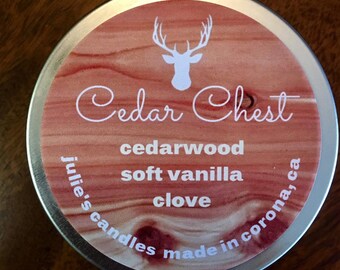 Cedar Chest
cedarwood
soft vanilla
clove
julie's candles made in corona, ca